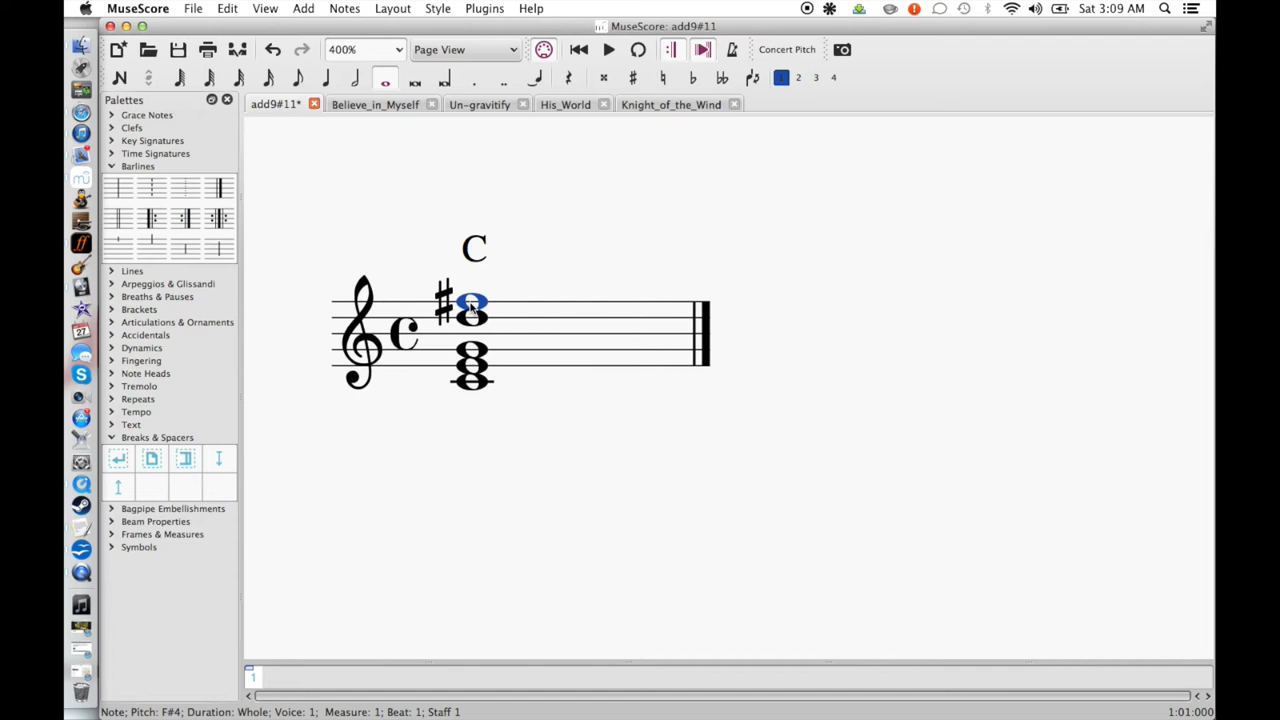 MuseScore File Edit View Add Notes Layout Style Plugins Help Sat 3:09 AM
MuseScore: add9#11
400% Page View Concert Pitch
1 2 3 4
Palettes
add9#11* Believe_in_Myself Un-gravitify His_World Knight_of_the_Wind
Grace Notes
Clefs
Key Signatures
Time Signatures
Barlines
Lines
Arpeggios & Glissandi
Breaths & Pauses
Brackets
Articulations & Ornaments
Accidentals
Dynamics
Fingering
Note Heads
Tremolo
Repeats
Tempo
Text
Breaks & Spacers
Bagpipe Embellishments
Beam Properties
Frames & Measures
Symbols
C
1
Note; Pitch: F#4; Duration: Whole; Voice: 1; Measure: 1; Beat: 1; Staff 1 1:01:000